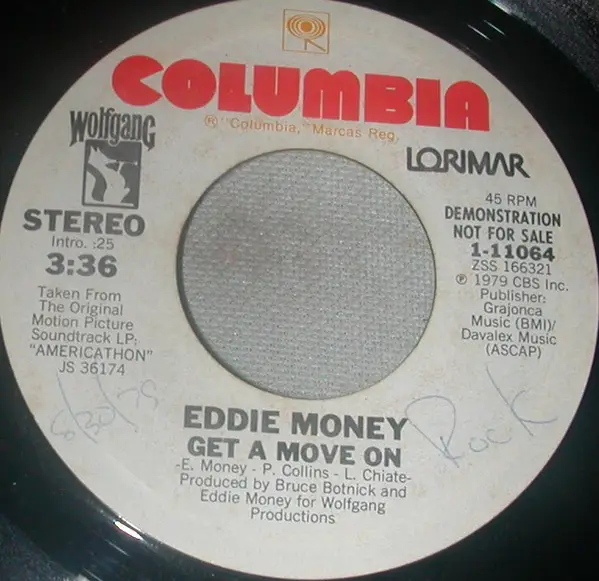 COLUMBIA
® "Columbia," Marcas Reg.
Wolfgang
LORIMAR
STEREO
Intro. :25
3:36
Taken From
The Original
Motion Picture
Soundtrack LP:
"AMERICATHON"
JS 36174
45 RPM
DEMONSTRATION
NOT FOR SALE
1-11064
ZSS 166321
℗ 1979 CBS Inc.
Publisher:
Grajonca
Music (BMI)/
Davalex Music
(ASCAP)
8/30/79
Rock
EDDIE MONEY
GET A MOVE ON
-E. Money - P. Collins - L. Chiate-
Produced by Bruce Botnick and
Eddie Money for Wolfgang
Productions